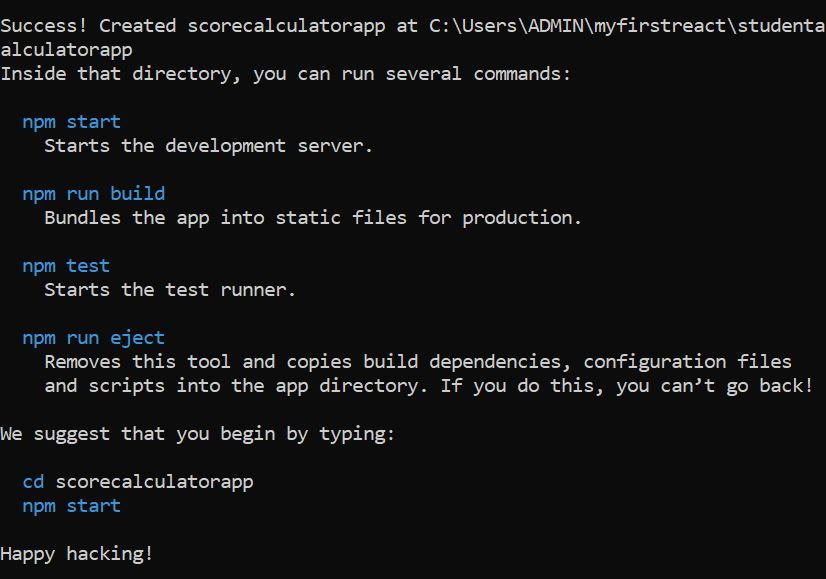 Success! Created scorecalculatorapp at C:\Users\ADMIN\myfirstreact\studenta
alculatorapp
Inside that directory, you can run several commands:
npm start
Starts the development server.
npm run build
Bundles the app into static files for production.
npm test
Starts the test runner.
npm run eject
Removes this tool and copies build dependencies, configuration files
and scripts into the app directory. If you do this, you can’t go back!
We suggest that you begin by typing:
cd scorecalculatorapp
npm start
Happy hacking!